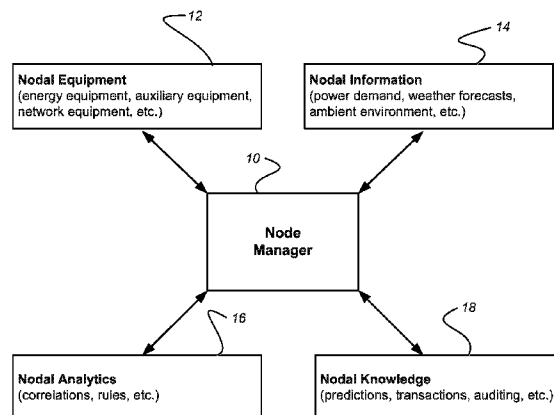 12
14
Nodal Equipment
(energy equipment, auxiliary equipment,
network equipment, etc.)
Nodal Information
(power demand, weather forecasts,
ambient environment, etc.)
10
Node
Manager
16
18
Nodal Analytics
(correlations, rules, etc.)
Nodal Knowledge
(predictions, transactions, auditing, etc.)